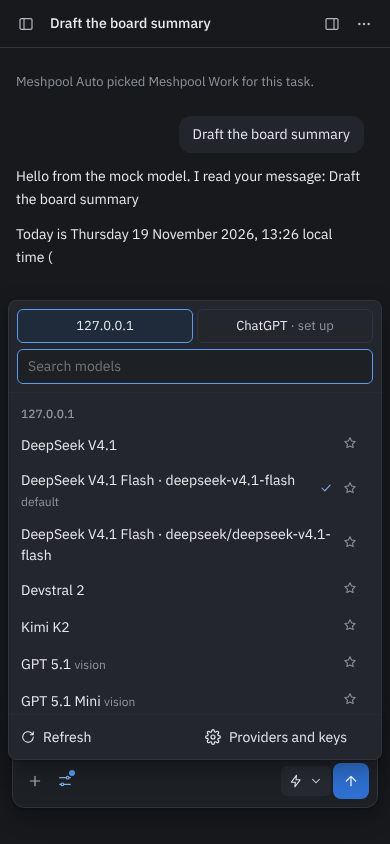 Draft the board summary
Meshpool Auto picked Meshpool Work for this task.
Draft the board summary
Hello from the mock model. I read your message: Draft
the board summary
Today is Thursday 19 November 2026, 13:26 local
time (
127.0.0.1
ChatGPT · set up
Search models
127.0.0.1
DeepSeek V4.1
DeepSeek V4.1 Flash · deepseek-v4.1-flash
default
DeepSeek V4.1 Flash · deepseek/deepseek-v4.1-
flash
Devstral 2
Kimi K2
GPT 5.1 vision
GPT 5.1 Mini vision
Refresh
Providers and keys